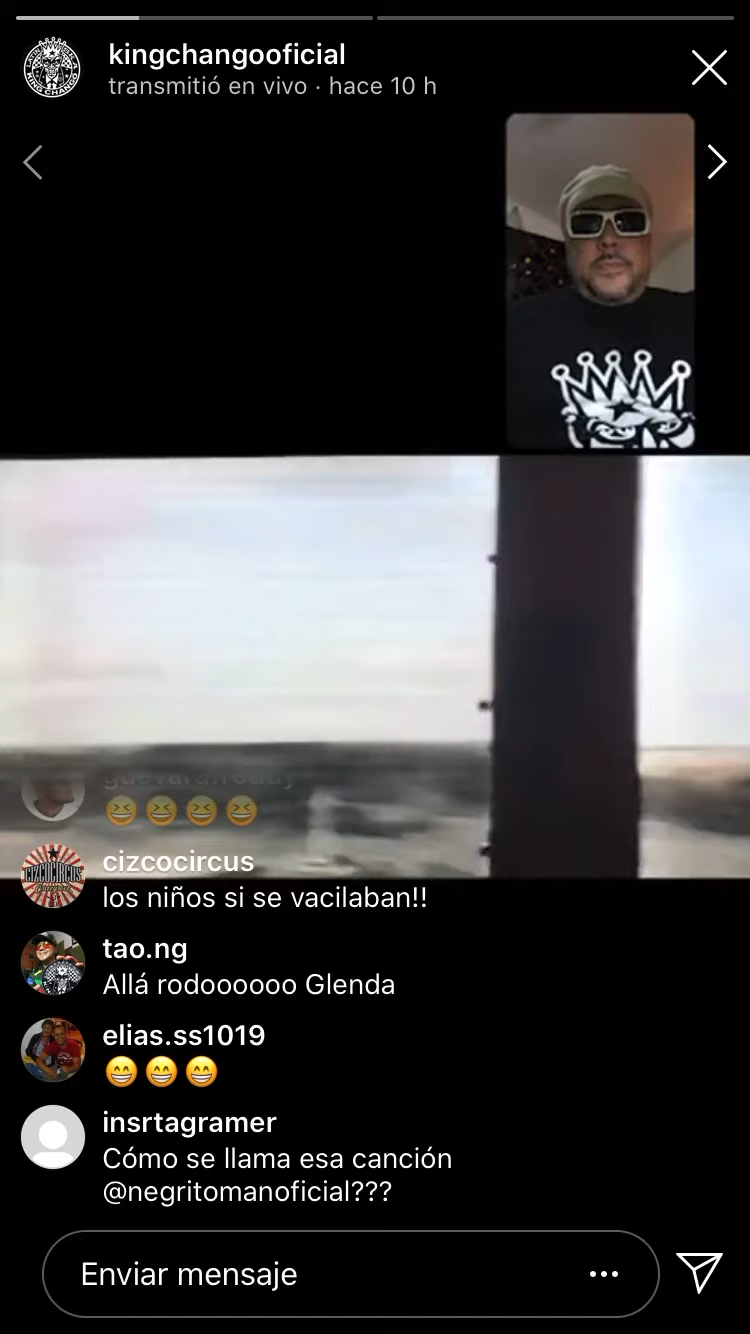 kingchangooficial
transmitió en vivo · hace 10 h
cizcocircus
los niños si se vacilaban!!
tao.ng
Allá rodoooooo Glenda
elias.ss1019
😁 😁 😁
insrtagramer
Cómo se llama esa canción
@negritomanoficial???
Enviar mensaje